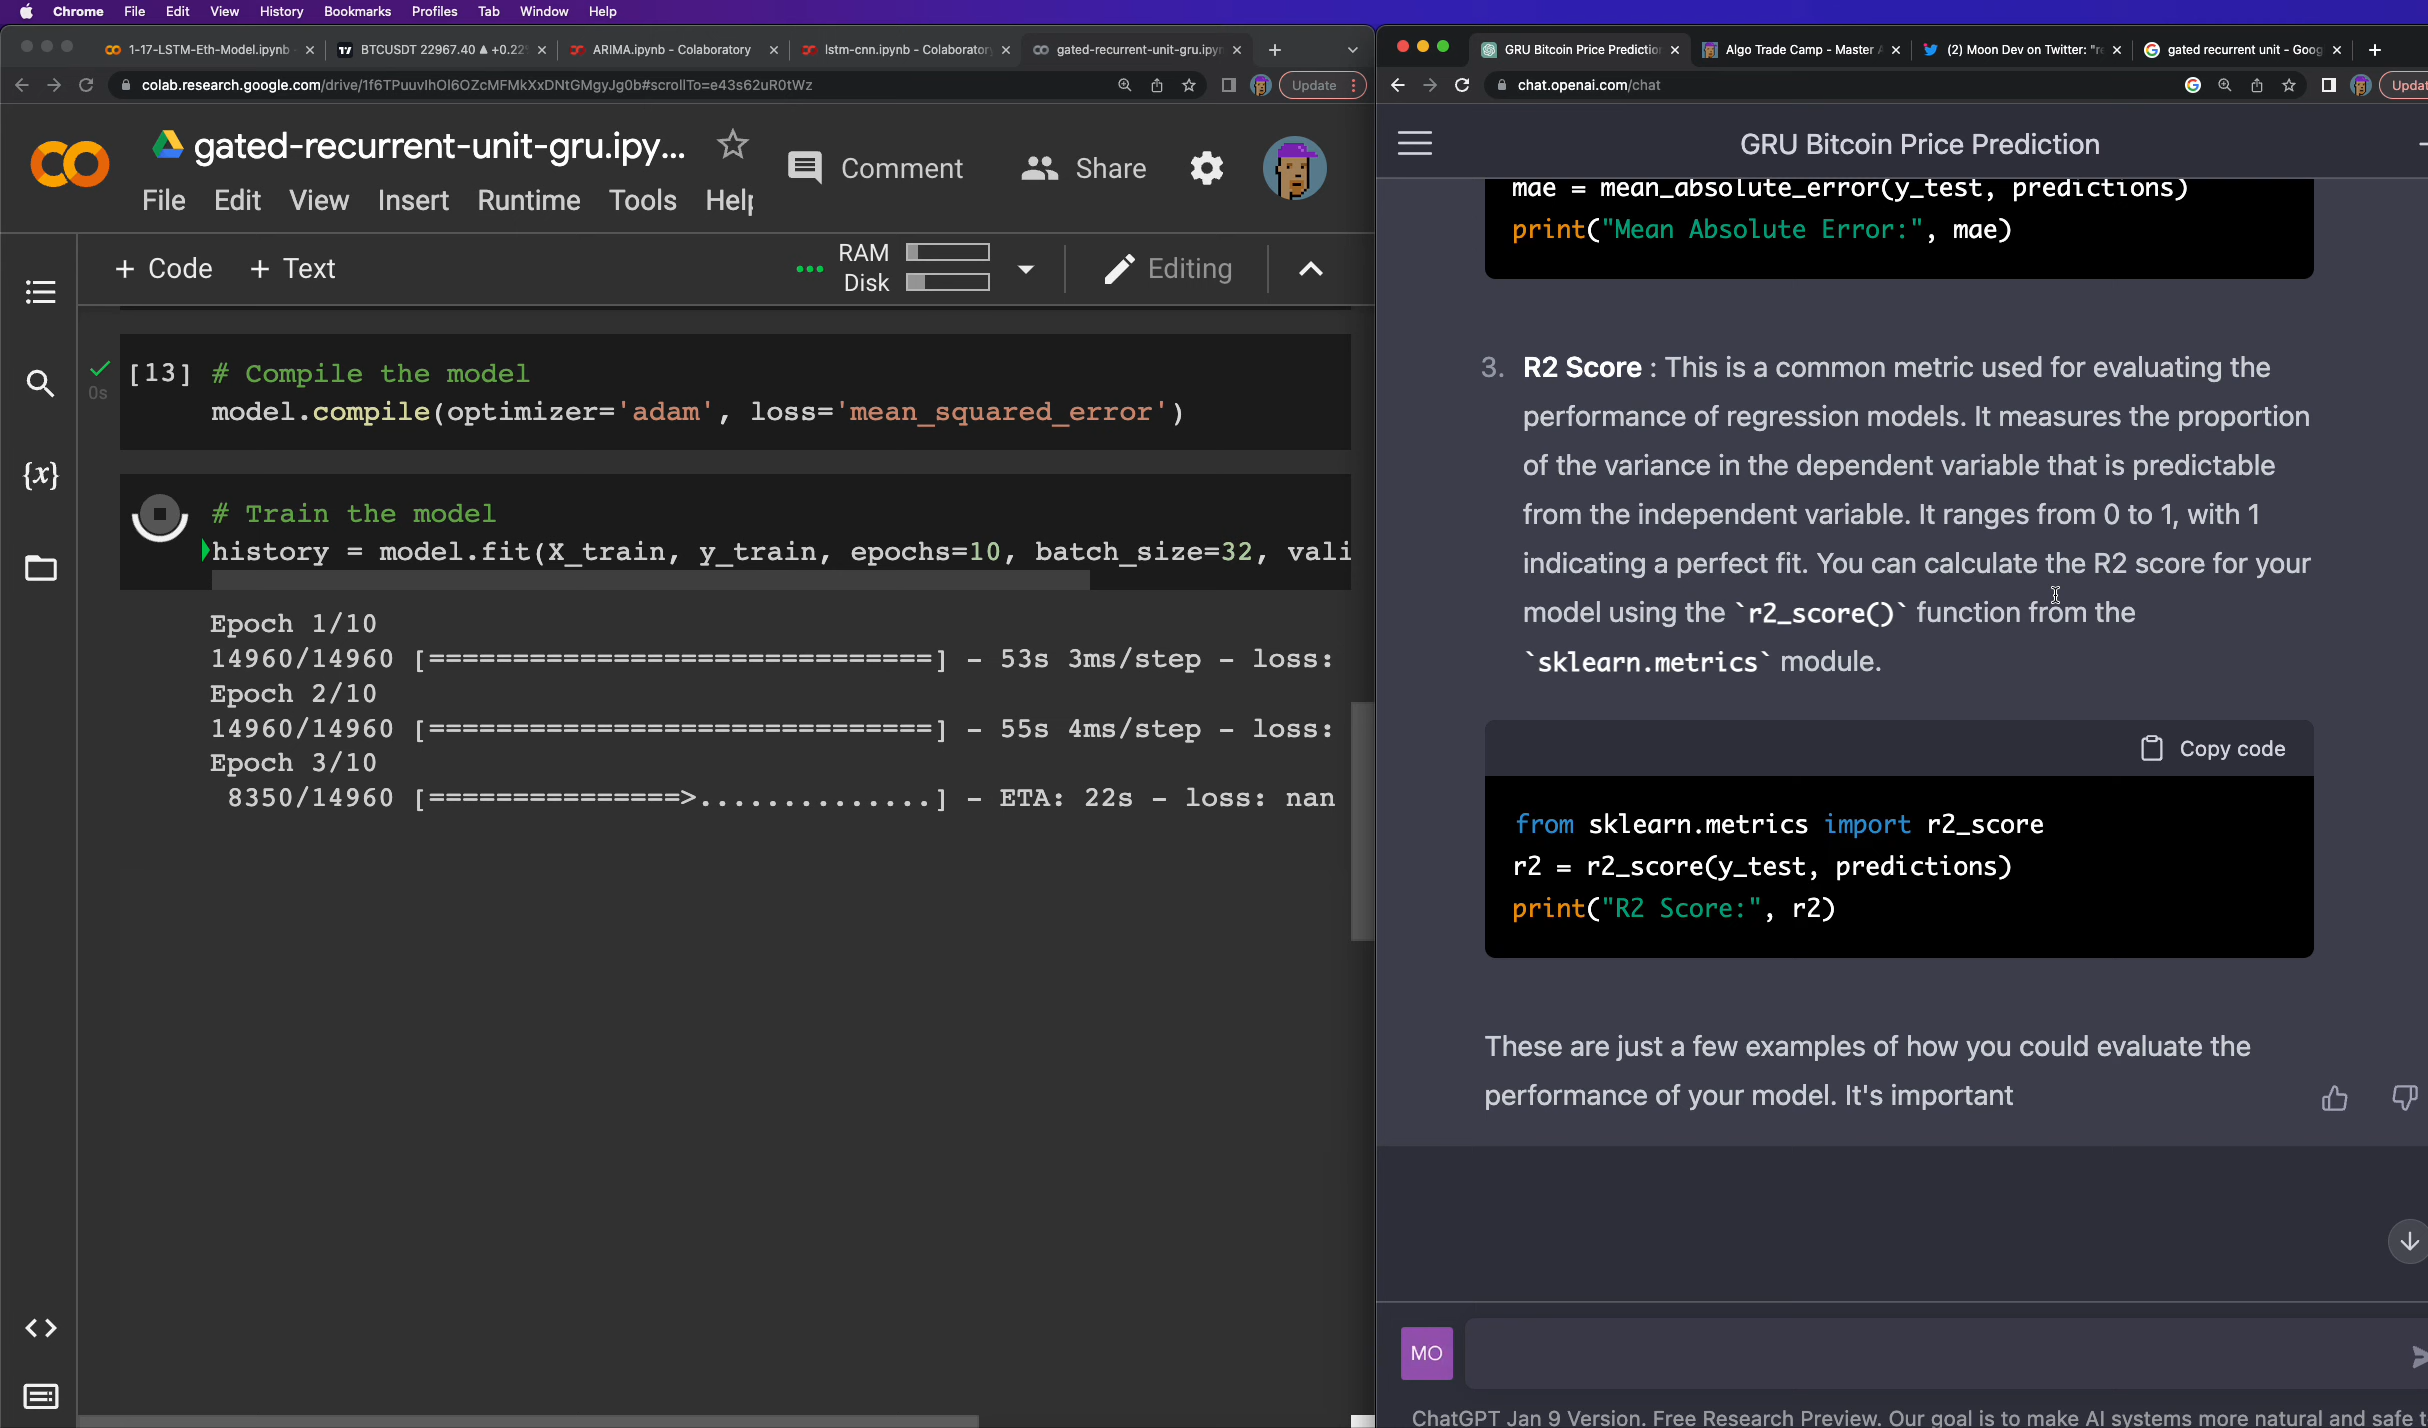 Chrome File Edit View History Bookmarks Profiles Tab Window Help
1-17-LSTM-Eth-Model.ipynb
BTCUSDT 22967.40 ▲ +0.22
ARIMA.ipynb - Colaboratory
lstm-cnn.ipynb - Colaborator
gated-recurrent-unit-gru.ipyn
colab.research.google.com/drive/1f6TPuuvIhOl6OZcMFMkXxDNtGMgyJg0b#scrollTo=e43s62uR0tWz
Update
gated-recurrent-unit-gru.ipy...
Comment
Share
File Edit View Insert Runtime Tools Help
+ Code + Text
RAM
Disk
Editing
[13] # Compile the model
0s
model.compile(optimizer='adam', loss='mean_squared_error')
# Train the model
history = model.fit(X_train, y_train, epochs=10, batch_size=32, vali
Epoch 1/10
14960/14960 [==============================] - 53s 3ms/step - loss:
Epoch 2/10
14960/14960 [==============================] - 55s 4ms/step - loss:
Epoch 3/10
8350/14960 [===============>..............] - ETA: 22s - loss: nan
{x}
GRU Bitcoin Price Predictio
Algo Trade Camp - Master
(2) Moon Dev on Twitter: "r
gated recurrent unit - Goog
chat.openai.com/chat
Updat
GRU Bitcoin Price Prediction
mae = mean_absolute_error(y_test, predictions)
print("Mean Absolute Error:", mae)
3. R2 Score : This is a common metric used for evaluating the
performance of regression models. It measures the proportion
of the variance in the dependent variable that is predictable
from the independent variable. It ranges from 0 to 1, with 1
indicating a perfect fit. You can calculate the R2 score for your
model using the `r2_score()` function from the
`sklearn.metrics` module.
Copy code
from sklearn.metrics import r2_score
r2 = r2_score(y_test, predictions)
print("R2 Score:", r2)
These are just a few examples of how you could evaluate the
performance of your model. It's important
MO
ChatGPT Jan 9 Version. Free Research Preview. Our goal is to make AI systems more natural and safe t